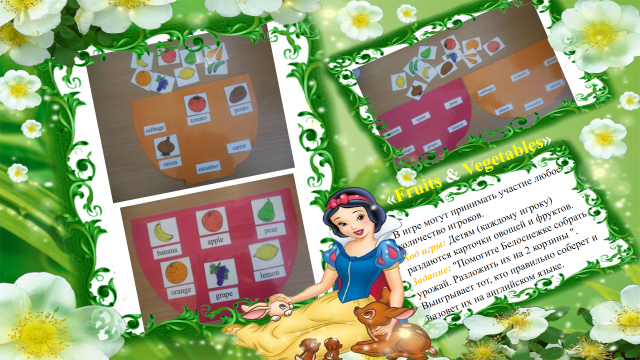 cabbage
tomato
potato
onion
cucumber
carrot
banana
apple
pear
orange
grape
lemon
«Fruits & Vegetables»
В игре могут принимать участие любое
количество игроков.
Ход игры: Детям (каждому игроку)
раздаются карточки овощей и фруктов.
Задание: "Помогите Белоснежке собрать
урожай. Разложить их на 2 корзины ".
Выигрывает тот, кто правильно соберет и
назовет их на английском языке.